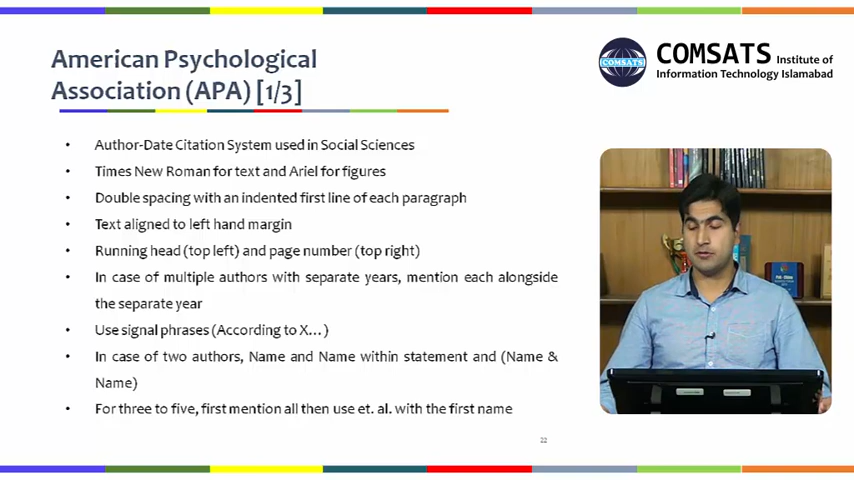 American Psychological
Association (APA) [1/3]
COMSATS Institute of
Information Technology Islamabad
COMSATS
• Author-Date Citation System used in Social Sciences
• Times New Roman for text and Ariel for figures
• Double spacing with an indented first line of each paragraph
• Text aligned to left hand margin
• Running head (top left) and page number (top right)
• In case of multiple authors with separate years, mention each alongside
the separate year
• Use signal phrases (According to X...)
• In case of two authors, Name and Name within statement and (Name &
Name)
• For three to five, first mention all then use et. al. with the first name
22